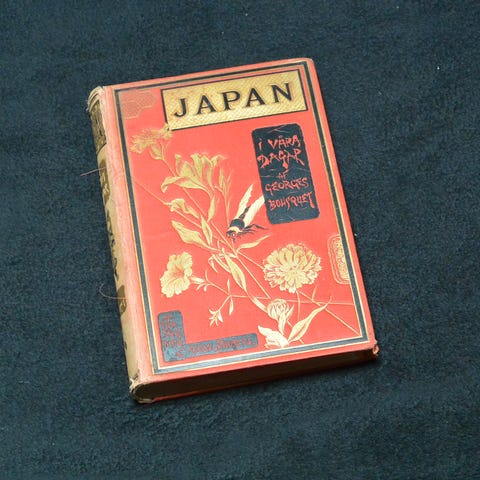 JAPAN
i VÅRA
DAGAR
AF
GEORGES
BOUSQUET